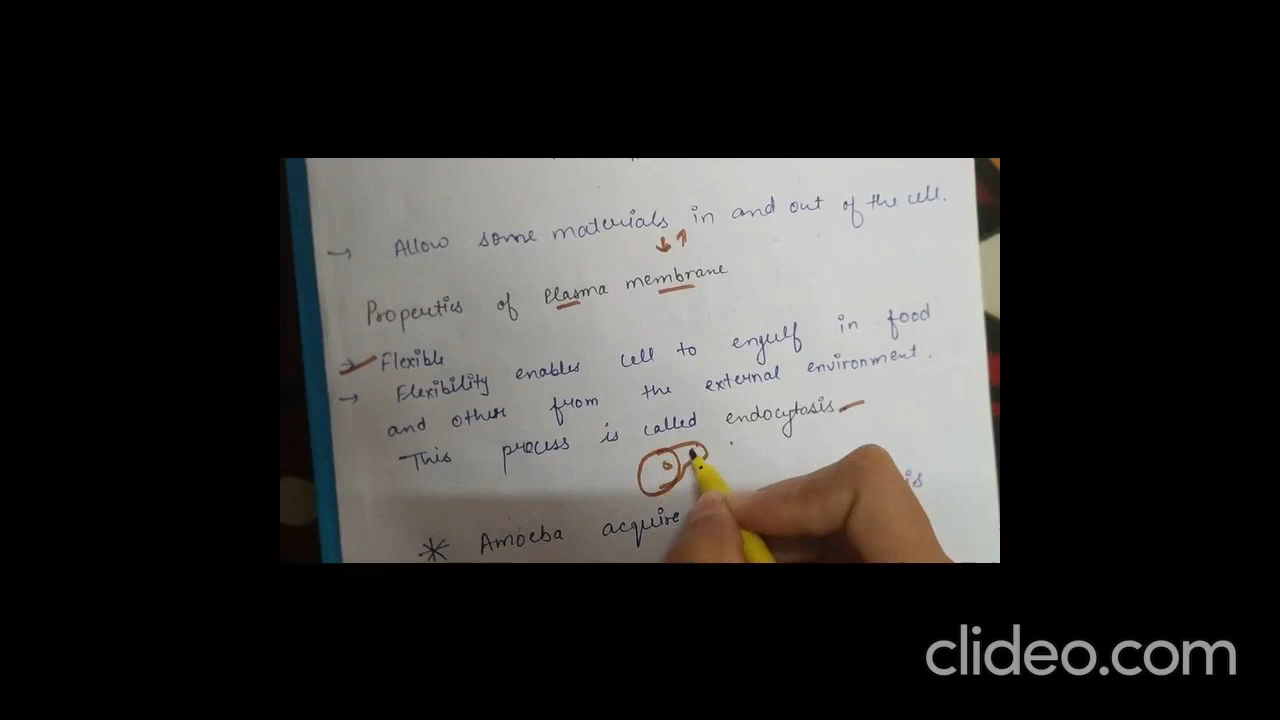 → Allow some materials in and out of the cell.
Properties of Plasma membrane
→ Flexible
→ Flexibility enables cell to engulf in food
and other from the external environment.
This process is called endocytosis.
* Amoeba acquire is
clideo.com